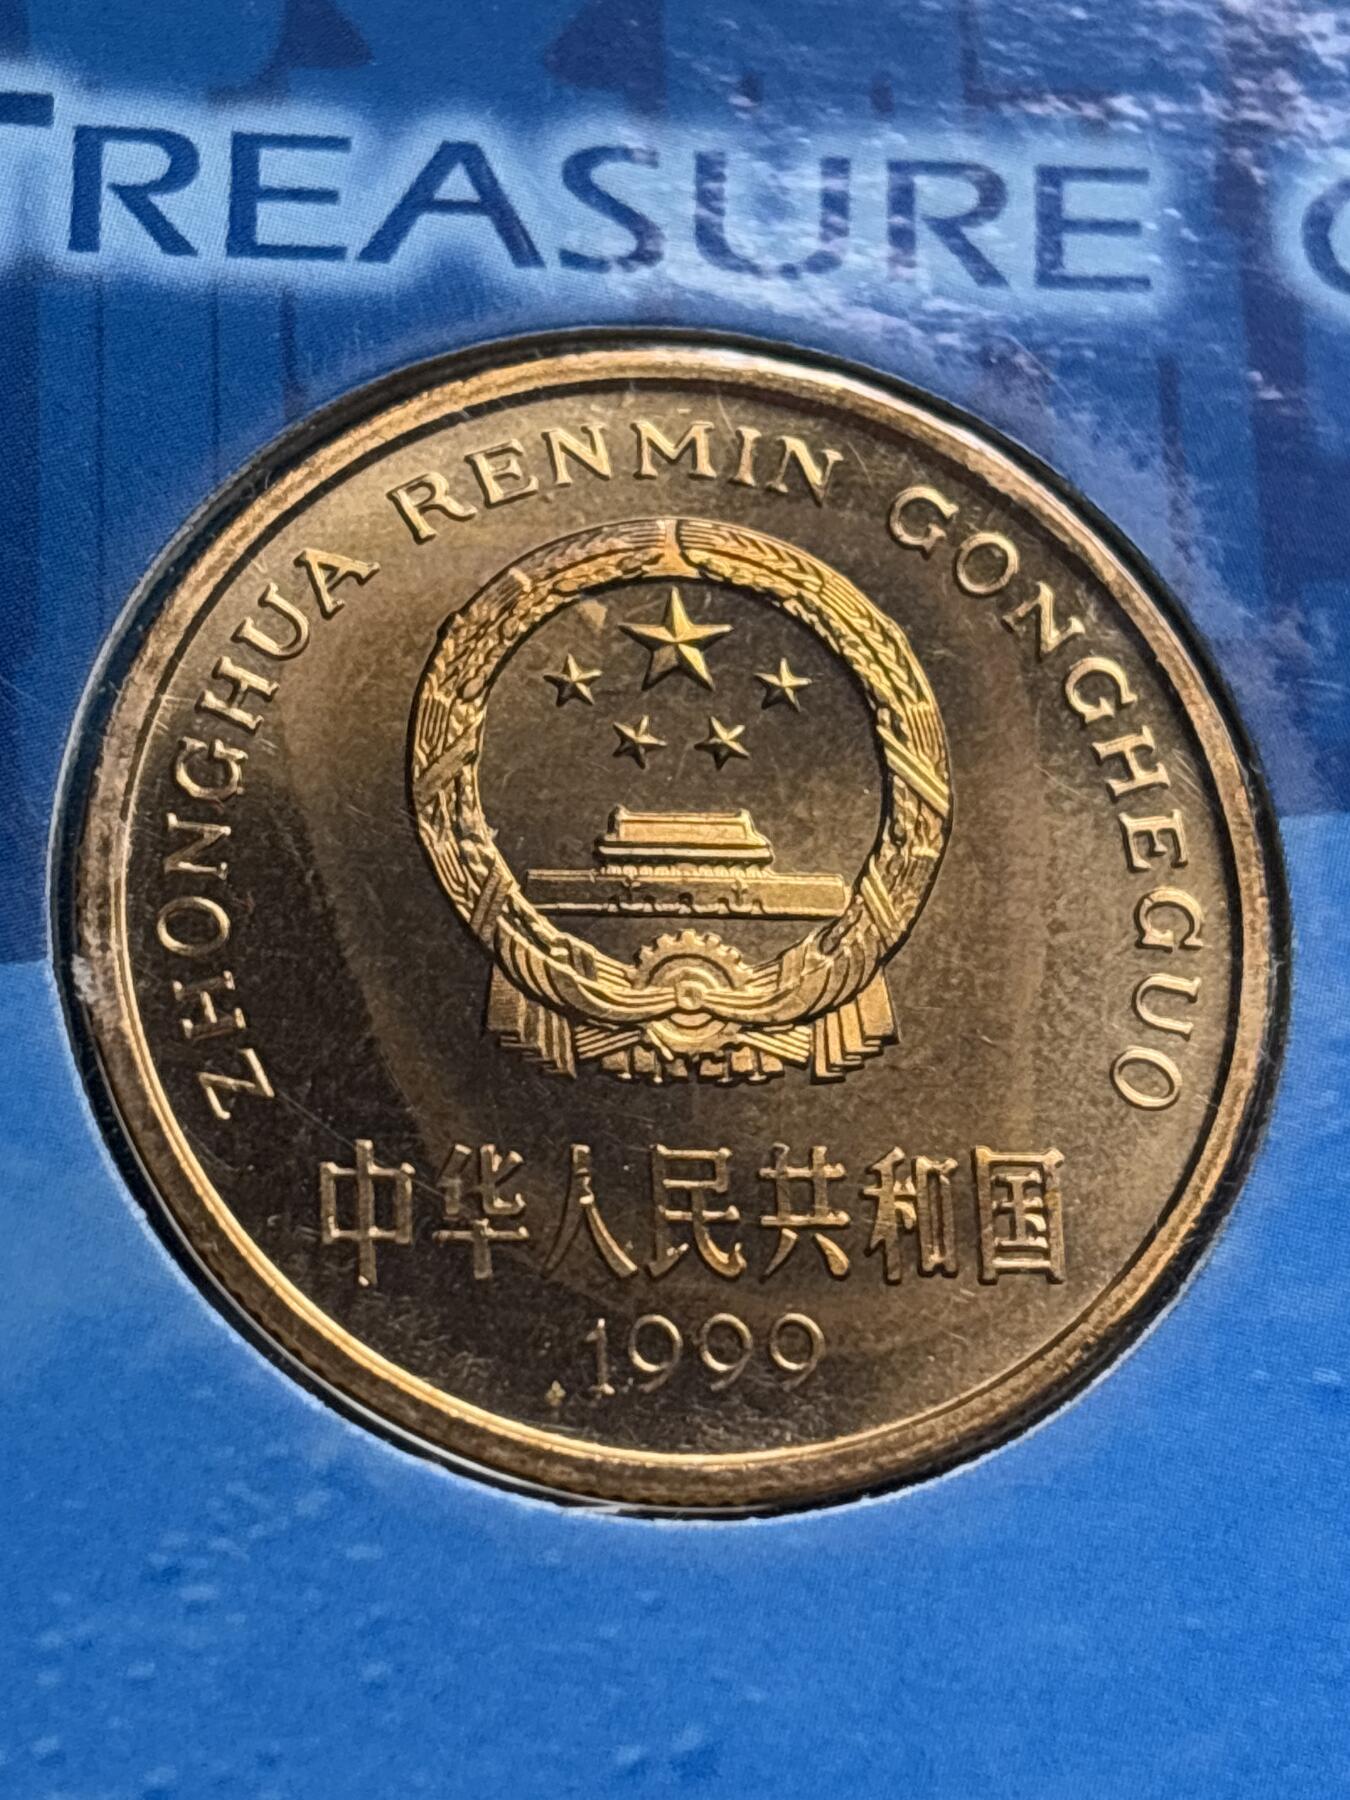 TREASURE
ZHONGHUA RENMIN GONGHEGUO
中华人民共和国
1999